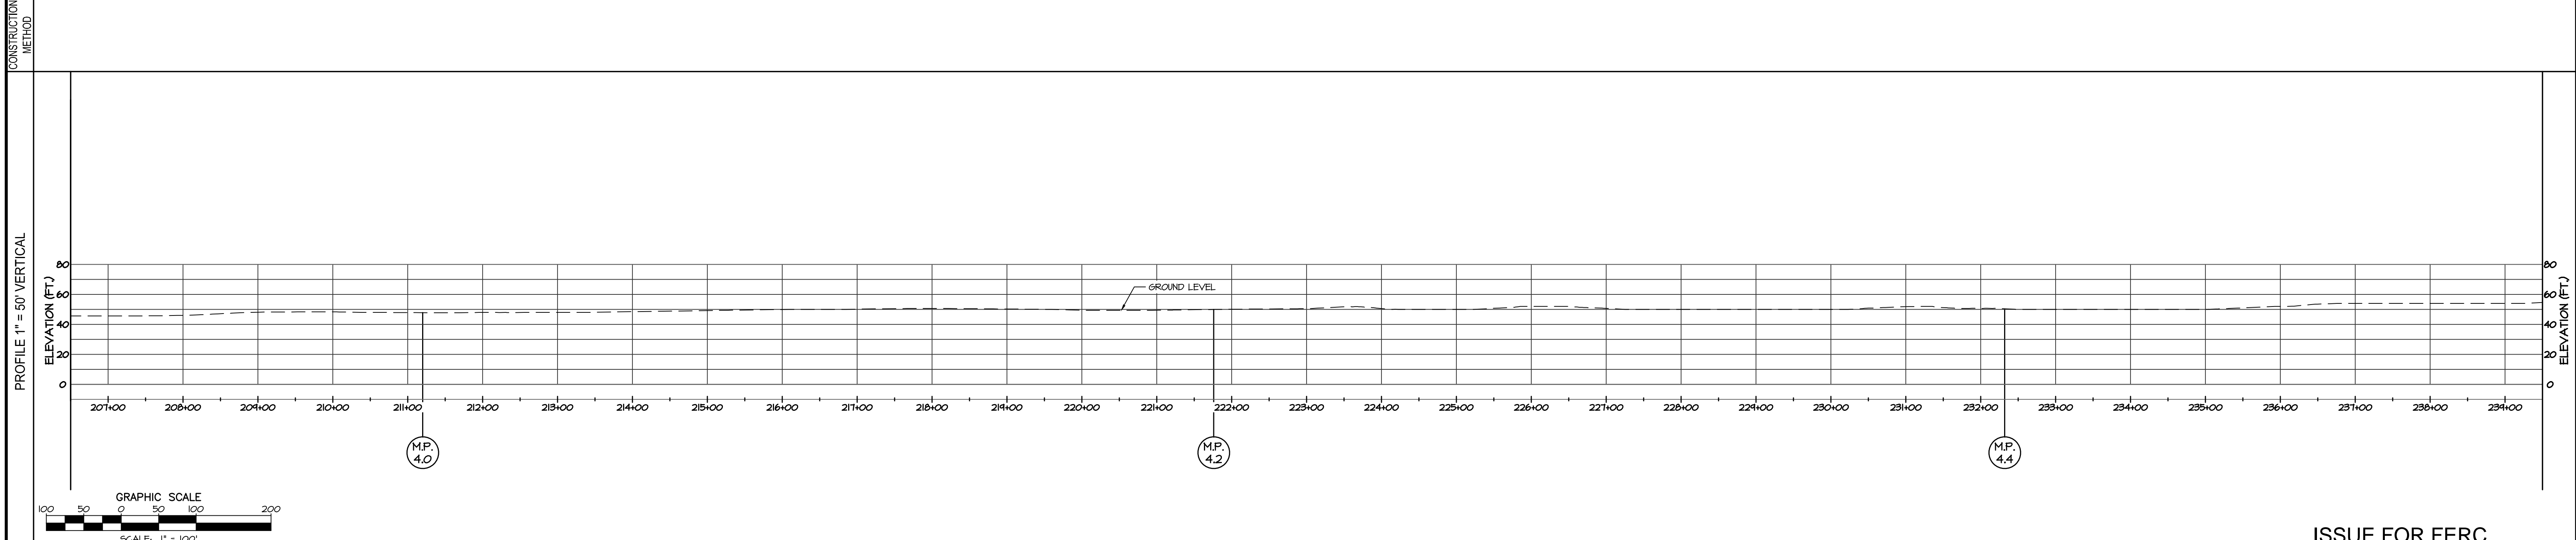 CONSTRUCTION
METHOD
PROFILE 1" = 50' VERTICAL
ELEVATION (FT.)
80
60
40
20
0
GROUND LEVEL
80
60
40
20
0
ELEVATION (FT.)
207+00 208+00 209+00 210+00 211+00 212+00 213+00 214+00 215+00 216+00 217+00 218+00 219+00 220+00 221+00 222+00 223+00 224+00 225+00 226+00 227+00 228+00 229+00 230+00 231+00 232+00 233+00 234+00 235+00 236+00 237+00 238+00 239+00
M.P.
4.0
M.P.
4.2
M.P.
4.4
GRAPHIC SCALE
100 50 0 50 100 200
SCALE: 1" = 100'
ISSUE FOR FERC